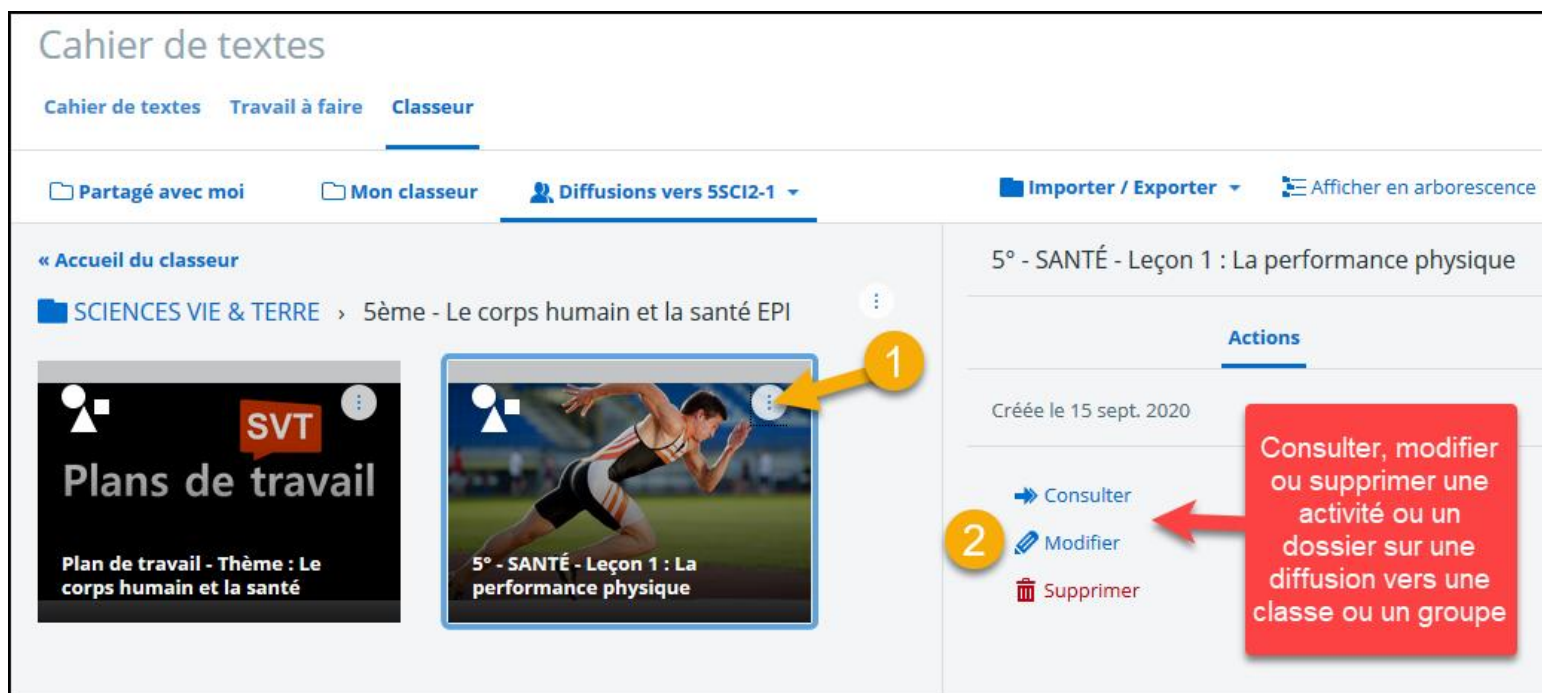 Cahier de textes
Cahier de textes Travail à faire Classeur
Partagé avec moi Mon classeur Diffusions vers 5SCI2-1 Importer / Exporter Afficher en arborescence
« Accueil du classeur
SCIENCES VIE & TERRE › 5ème - Le corps humain et la santé EPI
1
SVT
Plans de travail
Plan de travail - Thème : Le
corps humain et la santé
5° - SANTÉ - Leçon 1 : La
performance physique
5° - SANTÉ - Leçon 1 : La performance physique
Actions
Créée le 15 sept. 2020
Consulter
2 Modifier
Supprimer
Consulter, modifier
ou supprimer une
activité ou un
dossier sur une
diffusion vers une
classe ou un groupe